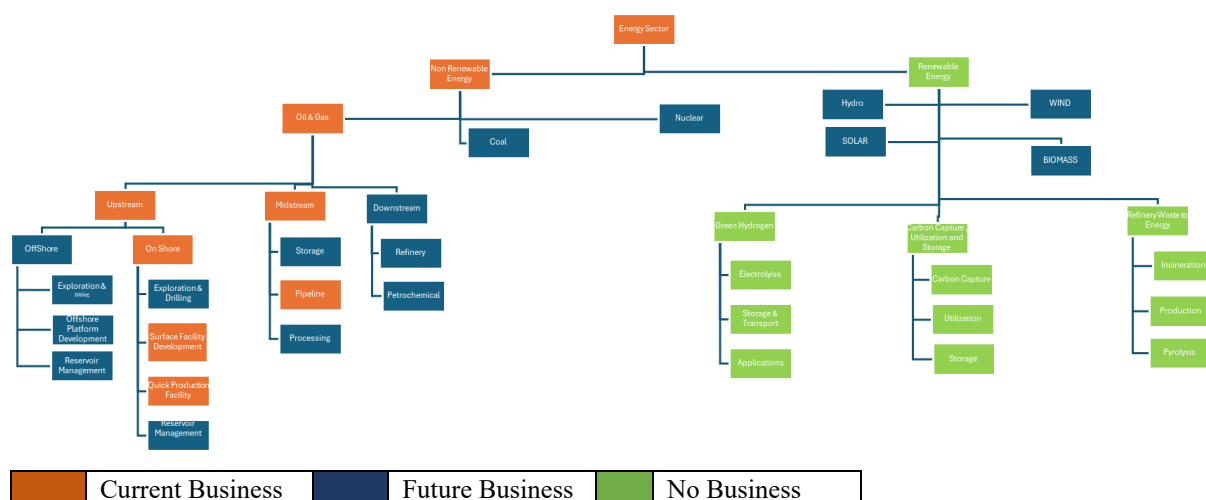 Energy Sector
Non Renewable
Energy
Renewable
Energy
Oil & Gas
Nuclear
Coal
Hydro
WIND
SOLAR
BIOMASS
Upstream
Midstream
Downstream
OffShore
On Shore
Exploration &
Drilling
Offshore
Platform
Development
Reservoir
Management
Exploration &
Drilling
Surface Facility
Development
Quick Production
Facility
Reservoir
Management
Storage
Pipeline
Processing
Refinery
Petrochemical
Green Hydrogen
Electrolyiss
Storage &
Transport
Applications
Carbon Capture,
Utilization and
Storage
Carbon Capture
Utilization
Storage
Refinery Waste to
Energy
Incineration
Production
Pyrolysis
Current Business
Future Business
No Business